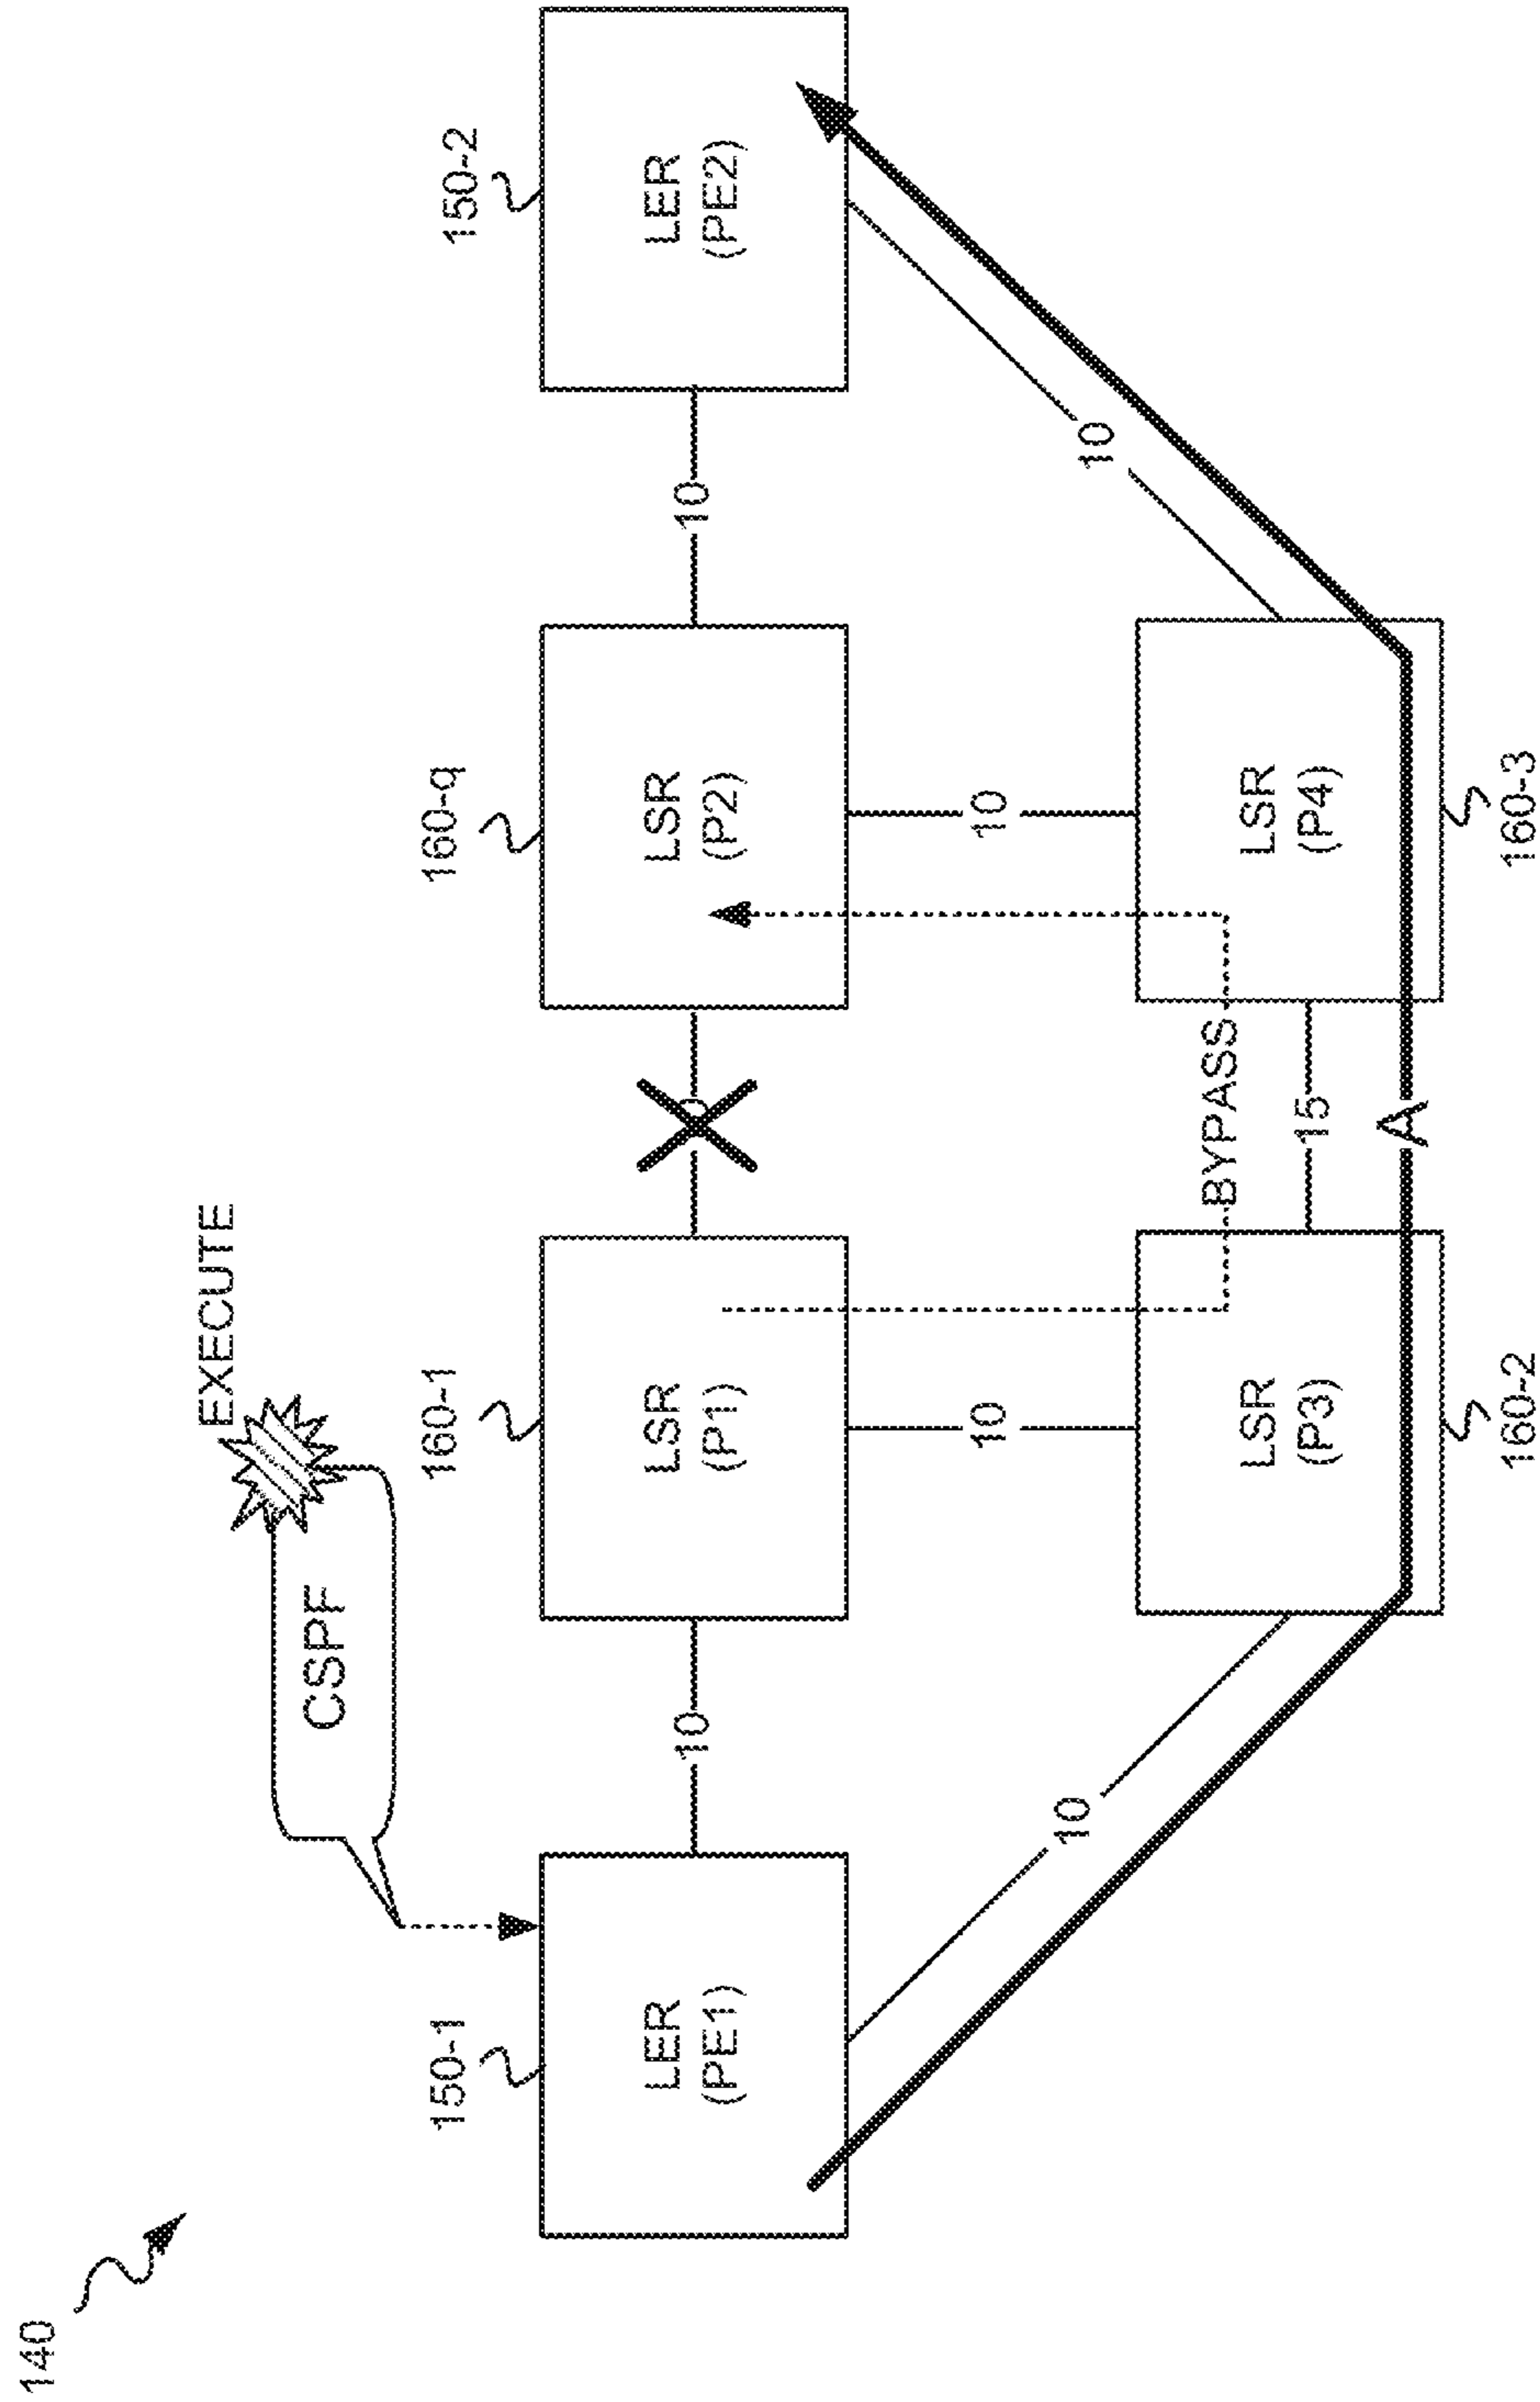 140
EXECUTE
CSPF
150-1
160-1
160-q
150-2
LER
(PE1)
10
LSR
(P1)
LSR
(P2)
10
LER
(PE2)
10
10
10
10
BYPASS
LSR
(P3)
15
LSR
(P4)
A
160-2
160-3